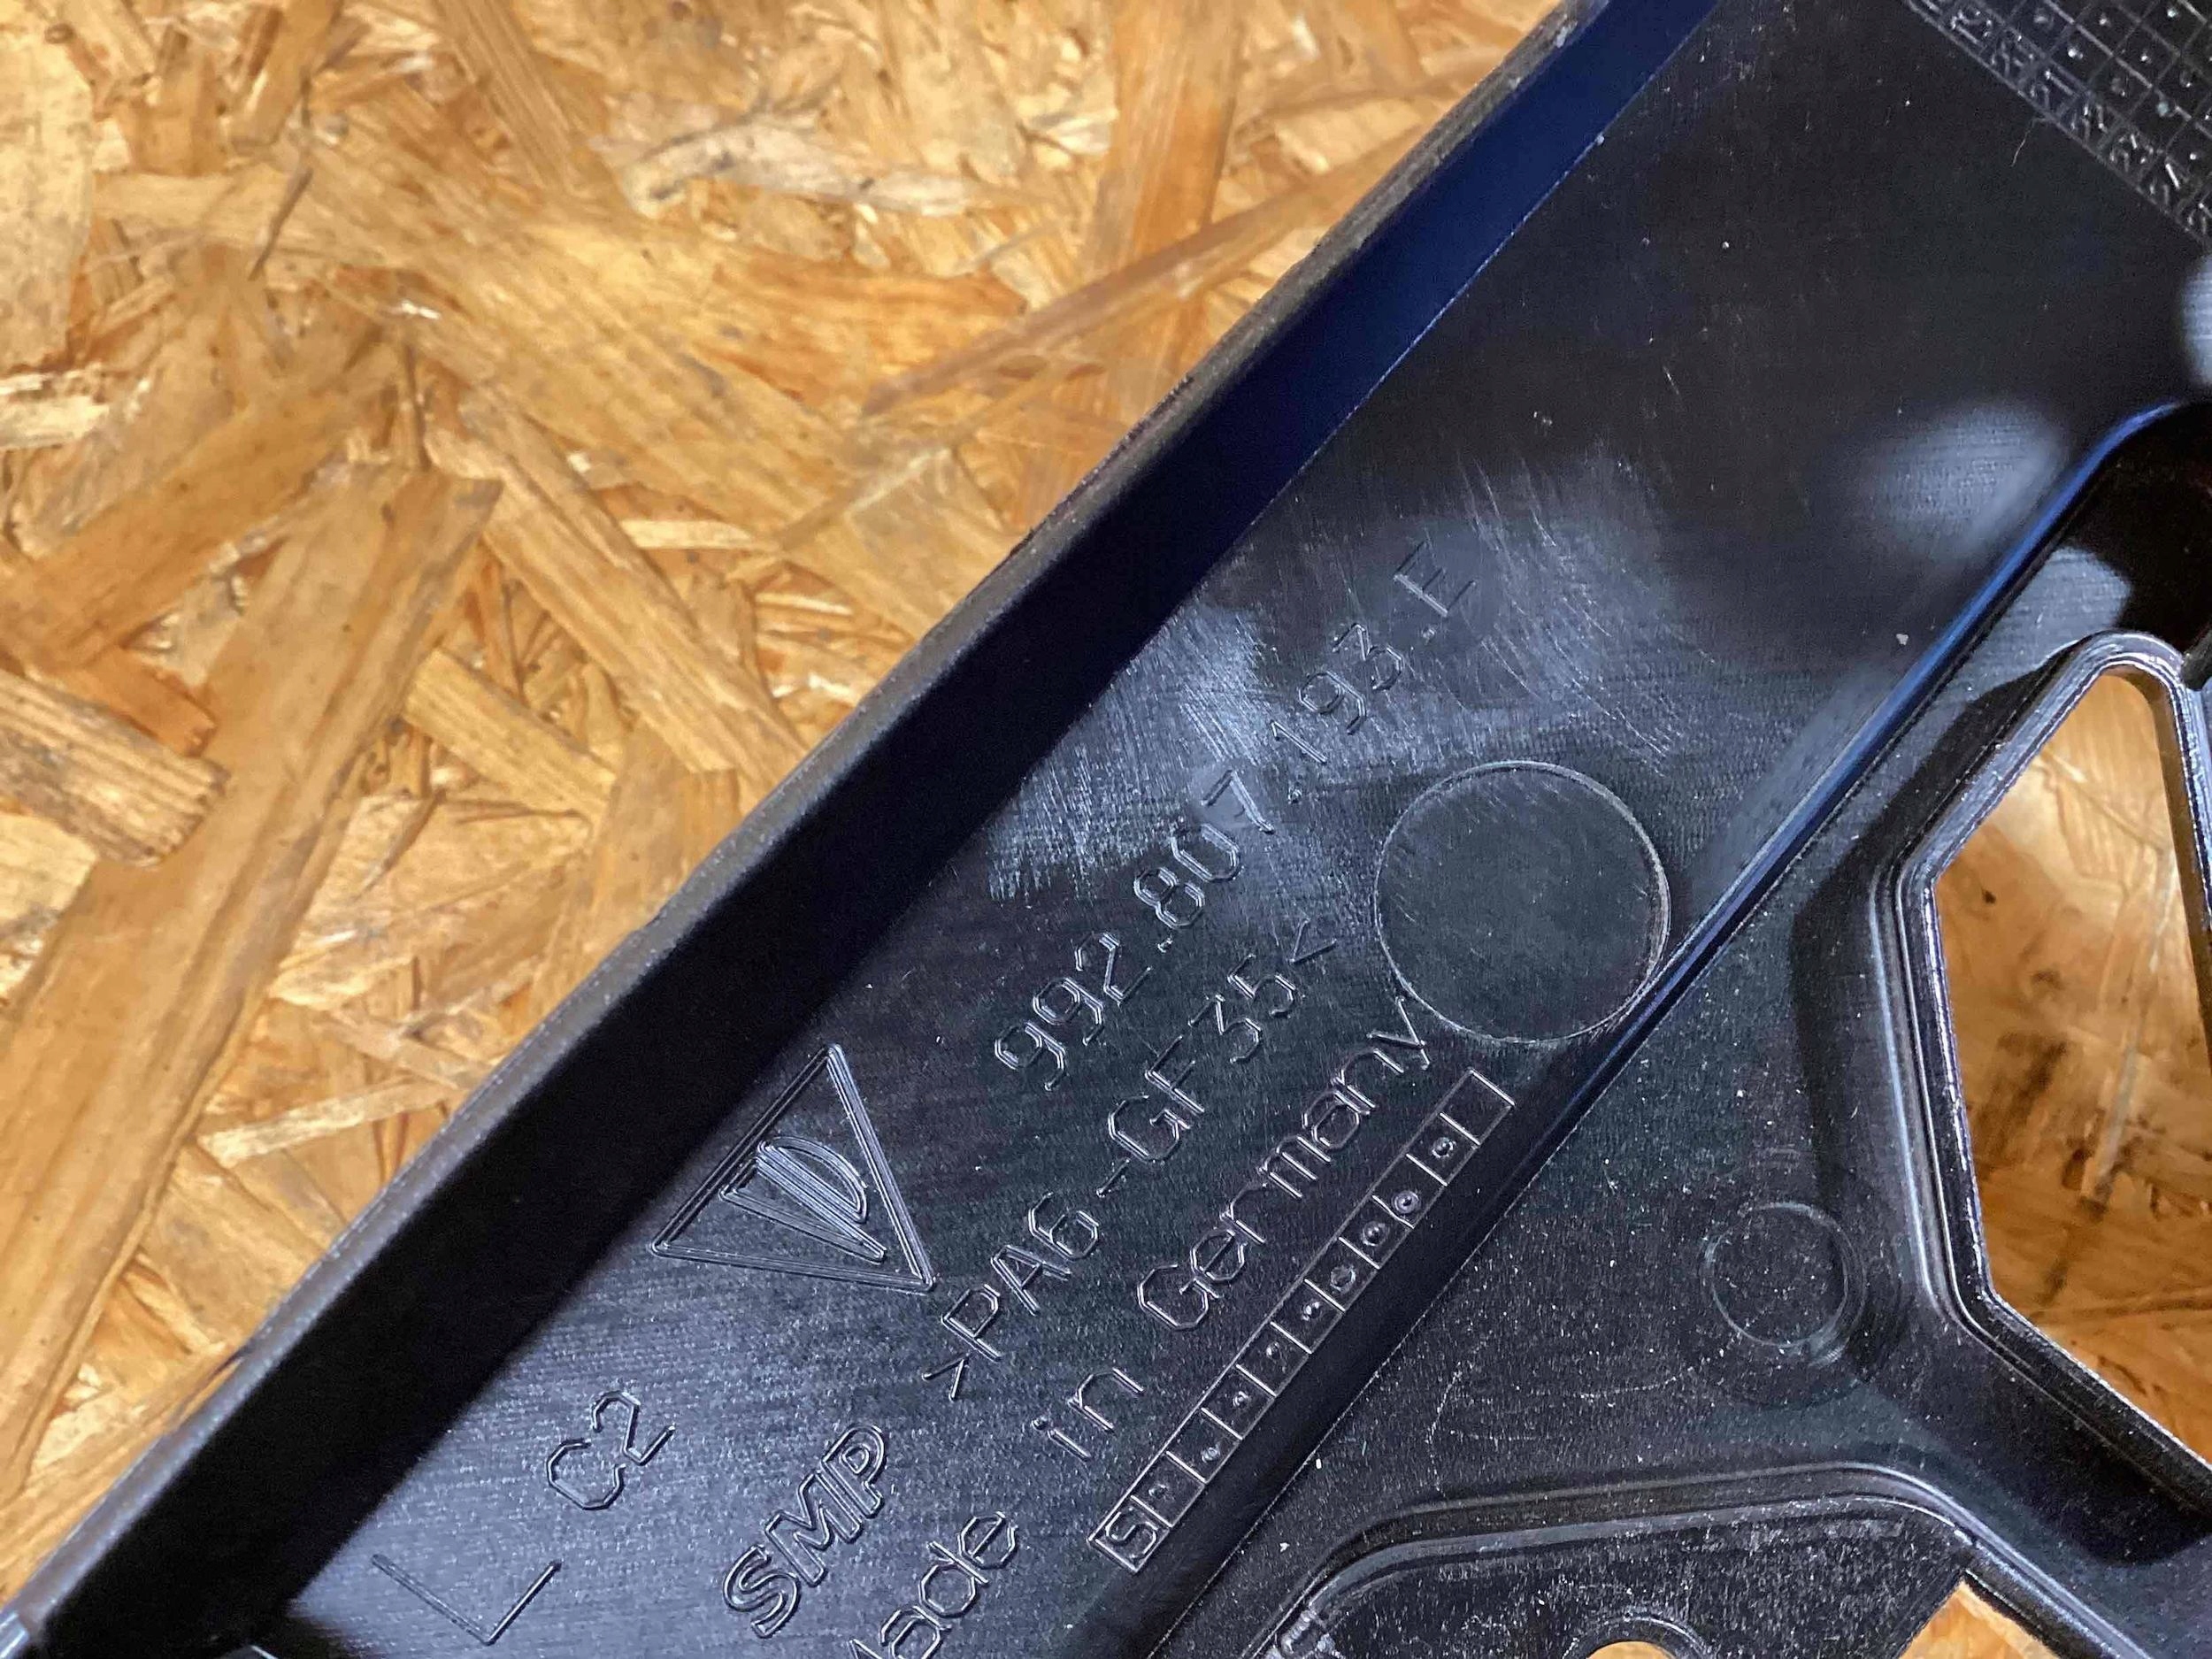 992.807.193.E
>PA6-GF35<
Made in Germany
L C2
SMP
S